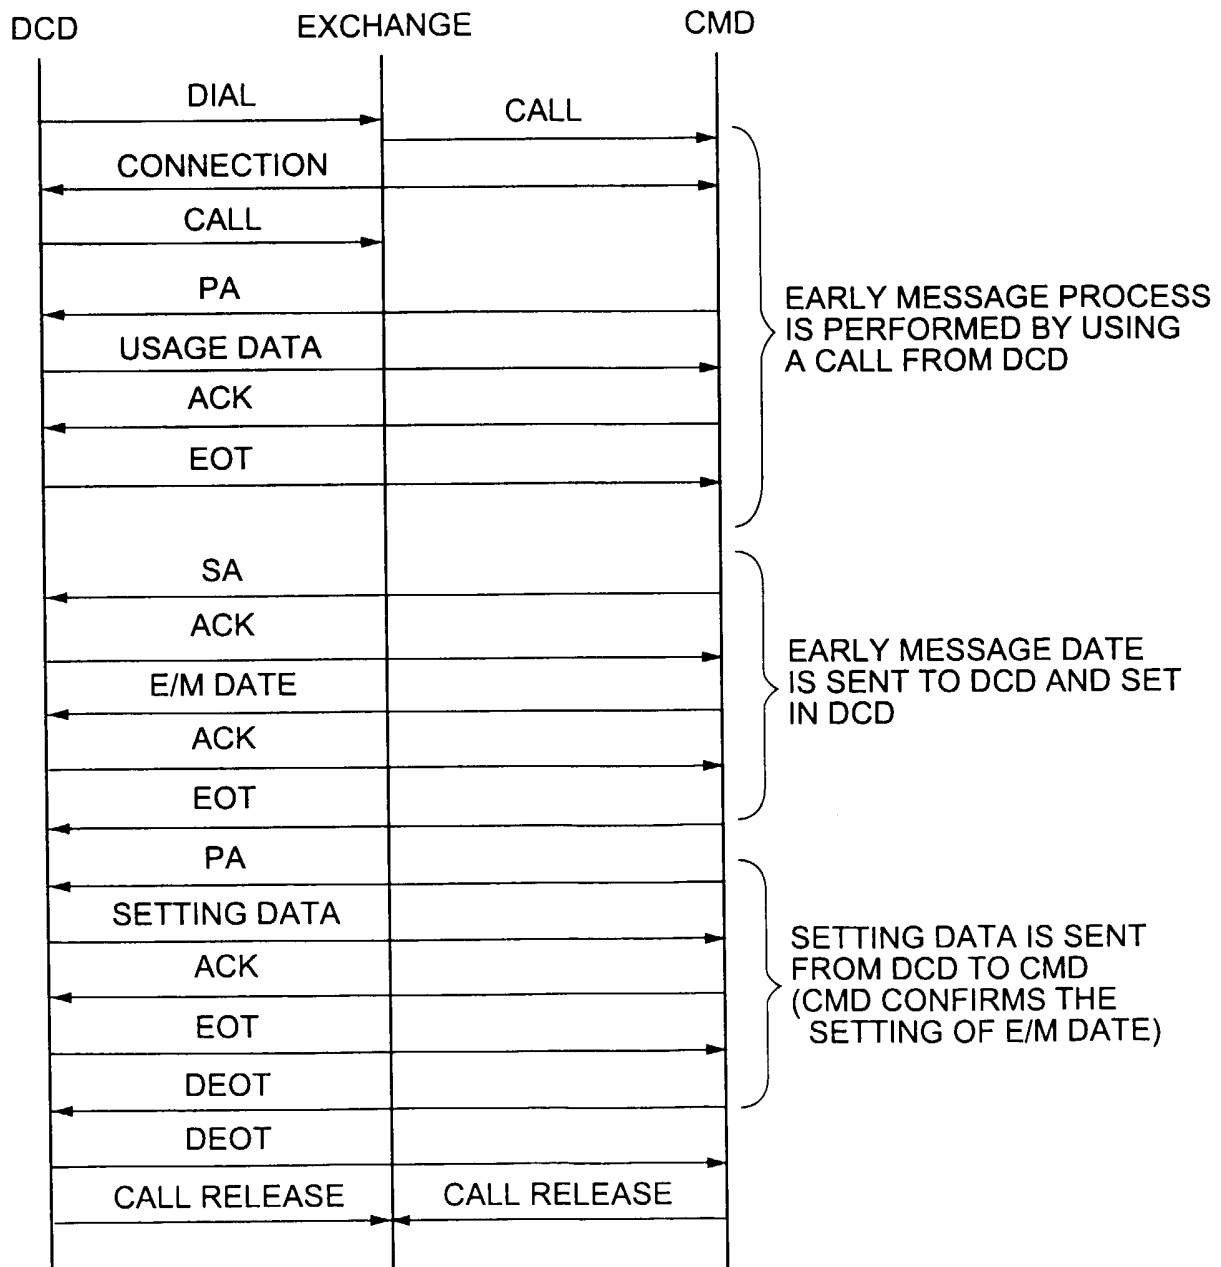 DCD EXCHANGE CMD
DIAL
CALL
CONNECTION
CALL
PA
USAGE DATA
ACK
EOT
EARLY MESSAGE PROCESS
IS PERFORMED BY USING
A CALL FROM DCD
SA
ACK
E/M DATE
ACK
EOT
EARLY MESSAGE DATE
IS SENT TO DCD AND SET
IN DCD
PA
SETTING DATA
ACK
EOT
DEOT
SETTING DATA IS SENT
FROM DCD TO CMD
(CMD CONFIRMS THE
SETTING OF E/M DATE)
DEOT
CALL RELEASE CALL RELEASE